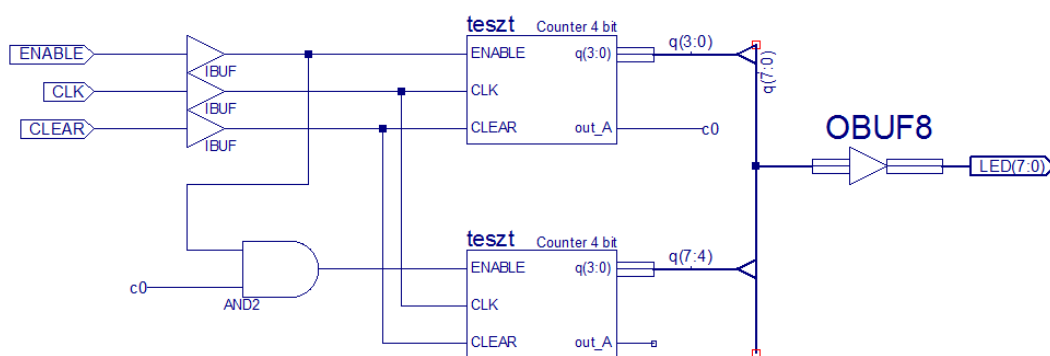 teszt Counter 4 bit
ENABLE
IBUF
ENABLE q(3:0)
q(3:0)
q(7:0)
CLK
IBUF
CLK
CLEAR
IBUF
CLEAR out_A
c0
OBUF8
LED(7:0)
teszt Counter 4 bit
ENABLE q(3:0)
q(7:4)
c0
AND2
CLK
CLEAR out_A